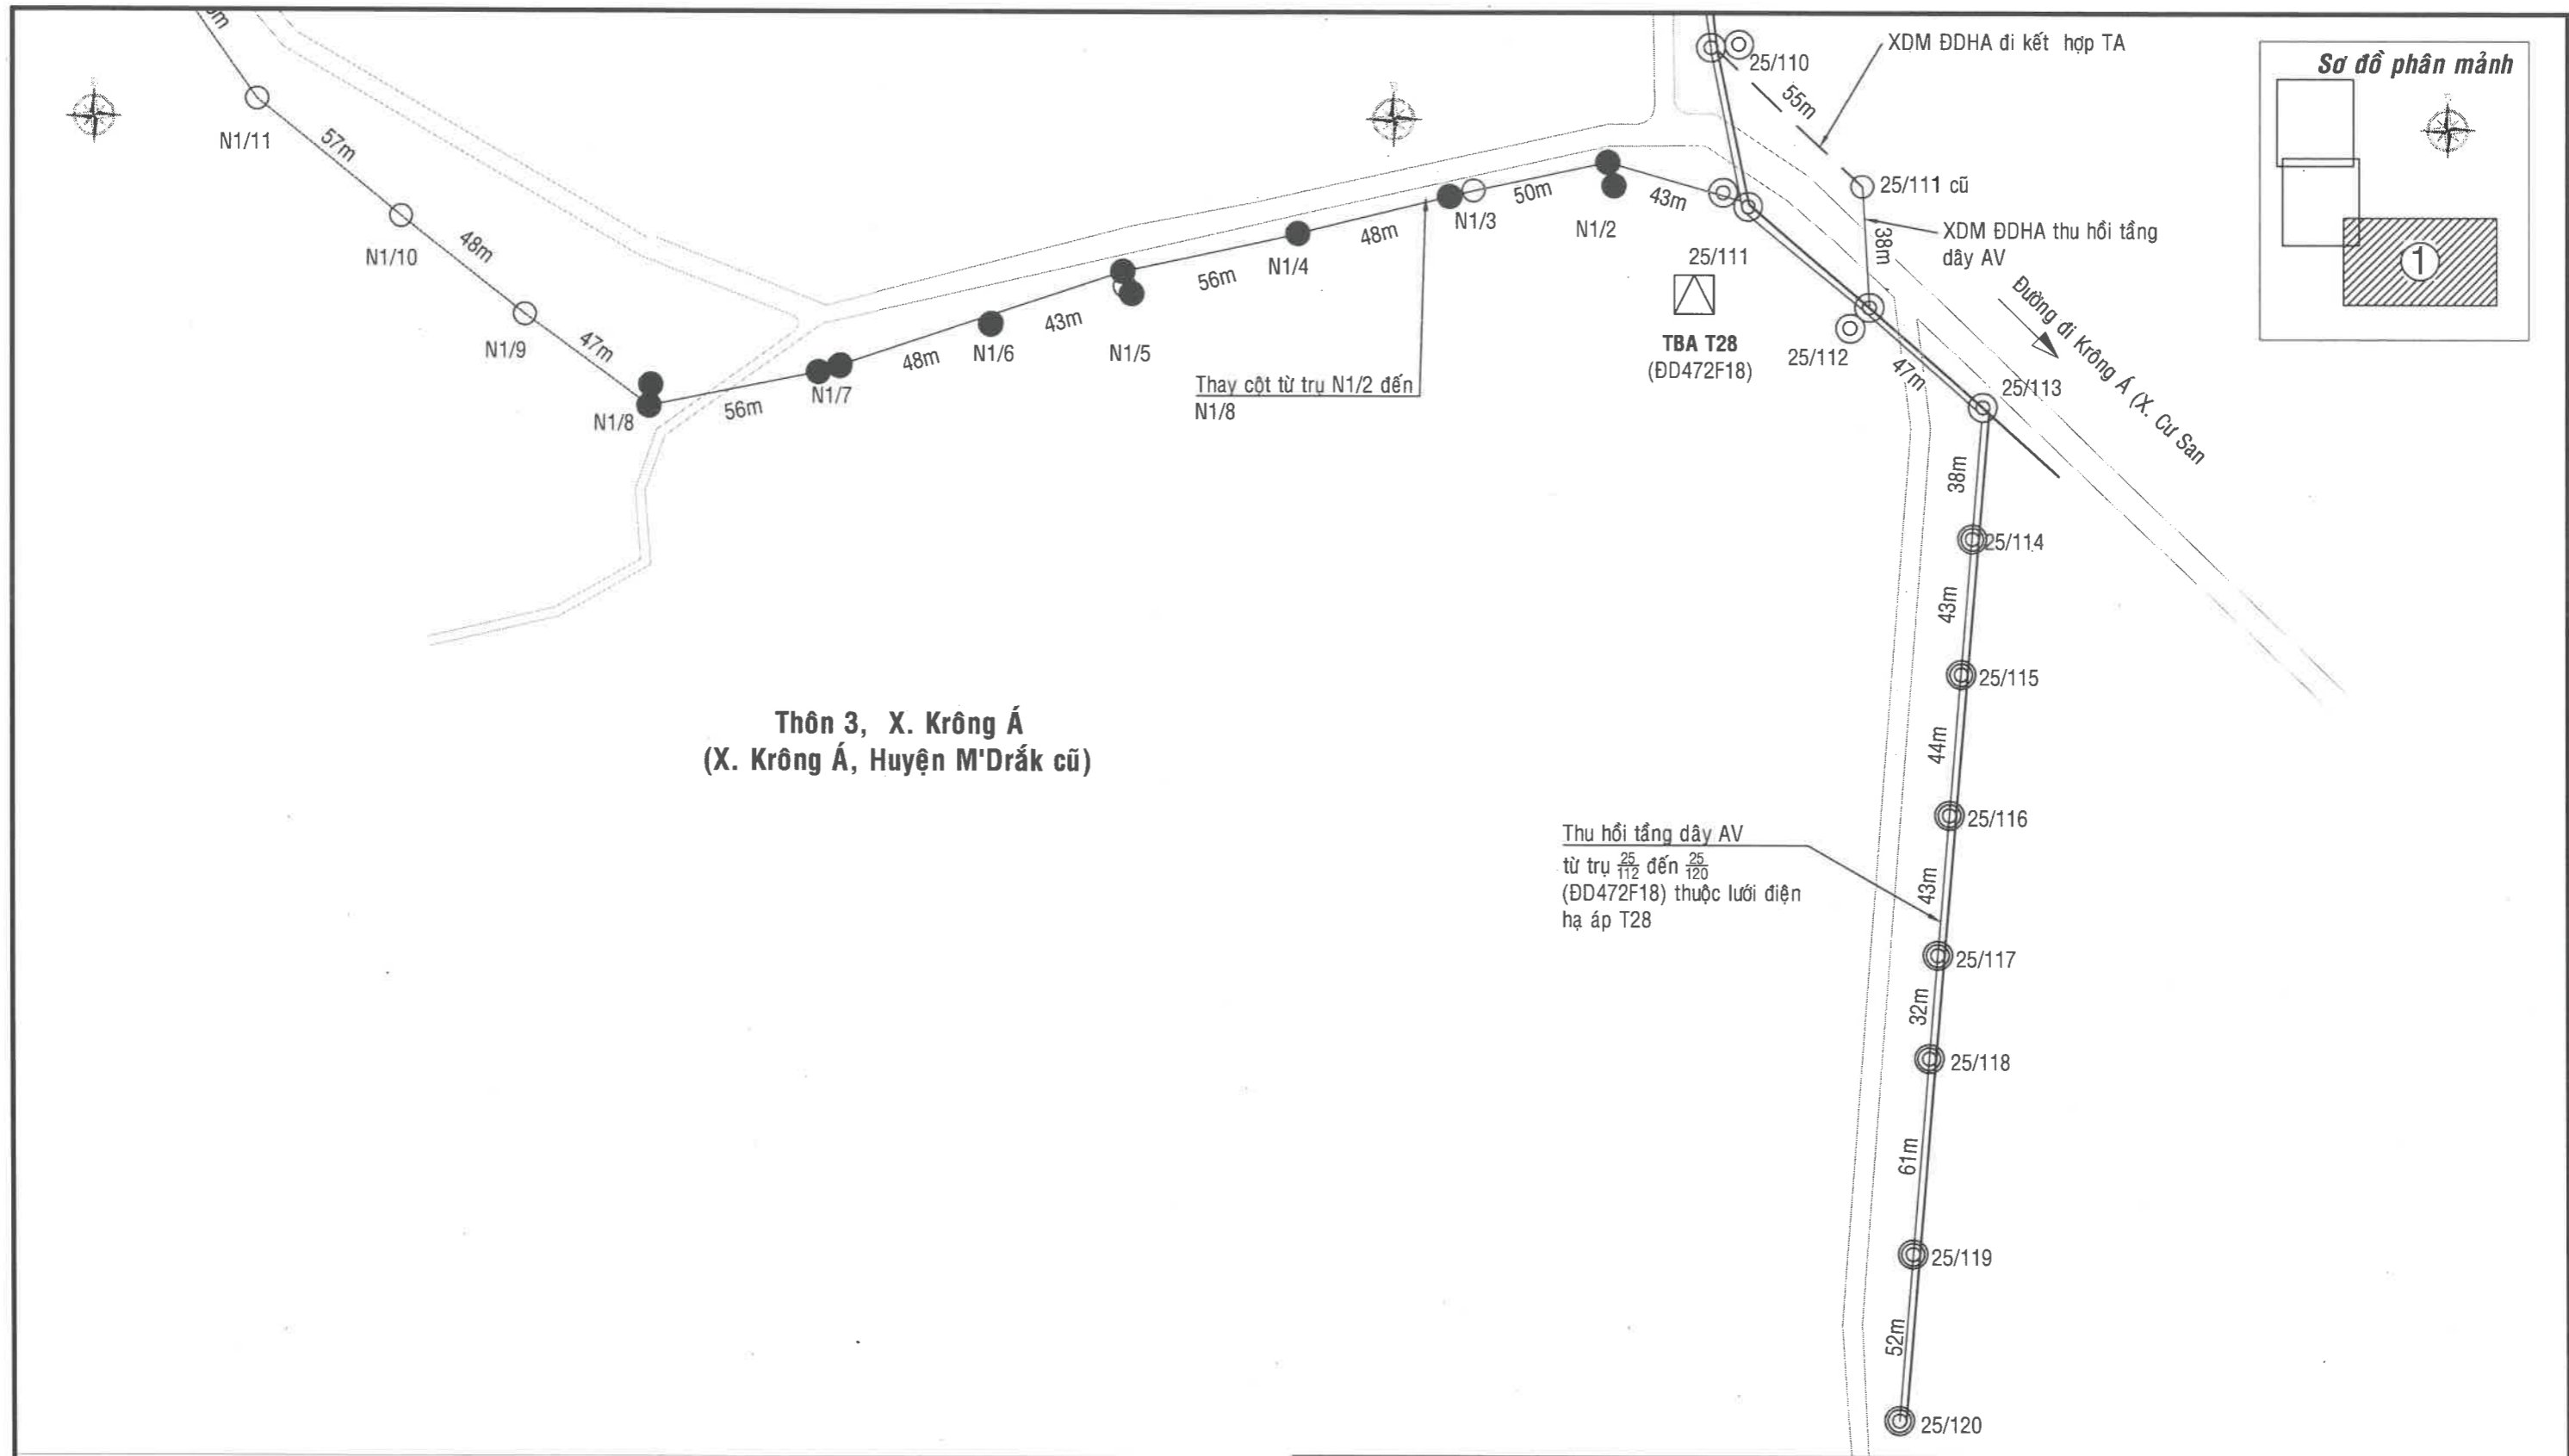 XDM ĐDHA đi kết hợp TA
Sơ đồ phân mảnh
25/110
55m
N1/11
57m
25/111 cũ
50m
43m
N1/3
N1/2
38m
XDM ĐDHA thu hồi tầng
dây AV
48m
N1/10
48m
N1/4
25/111
56m
1
Đường đi Krông Á (X. Cư San
N1/9
47m
43m
N1/6
N1/5
48m
TBA T28
(ĐD472F18)
25/112
47m
Thay cột từ trụ N1/2 đến
N1/8
25/113
N1/7
56m
N1/8
38m
25/114
43m
25/115
Thôn 3, X. Krông Á
(X. Krông Á, Huyện M'Drắk cũ)
44m
25/116
Thu hồi tầng dây AV
từ trụ 25/112 đến 25/120
(ĐD472F18) thuộc lưới điện
hạ áp T28
43m
25/117
32m
25/118
61m
25/119
52m
25/120